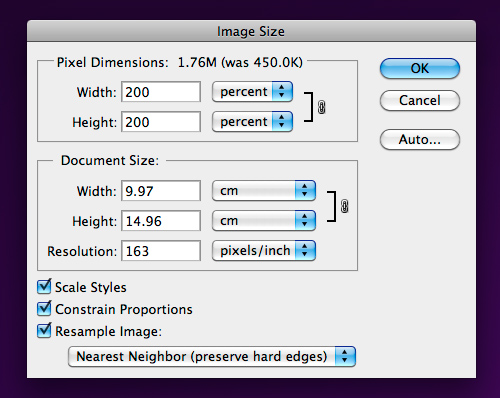 Image Size
Pixel Dimensions: 1.76M (was 450.0K)
Width: 200 percent
Height: 200 percent
OK
Cancel
Auto...
Document Size:
Width: 9.97 cm
Height: 14.96 cm
Resolution: 163 pixels/inch
Scale Styles
Constrain Proportions
Resample Image:
Nearest Neighbor (preserve hard edges)